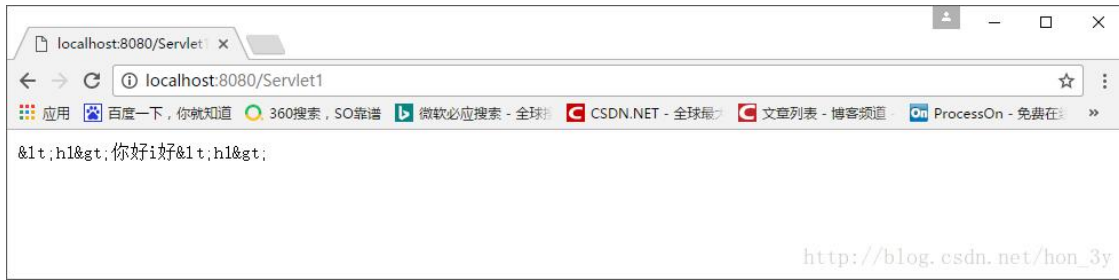 localhost:8080/Servlet1
localhost:8080/Servlet1
应用 百度一下，你就知道 360搜索，SO靠谱 微软必应搜索 - 全球 CSDN.NET - 全球最 文章列表 - 博客频道 On ProcessOn - 免费在
&lt;h1&gt;你好i好&lt;h1&gt;
http://blog.csdn.net/hon_3y